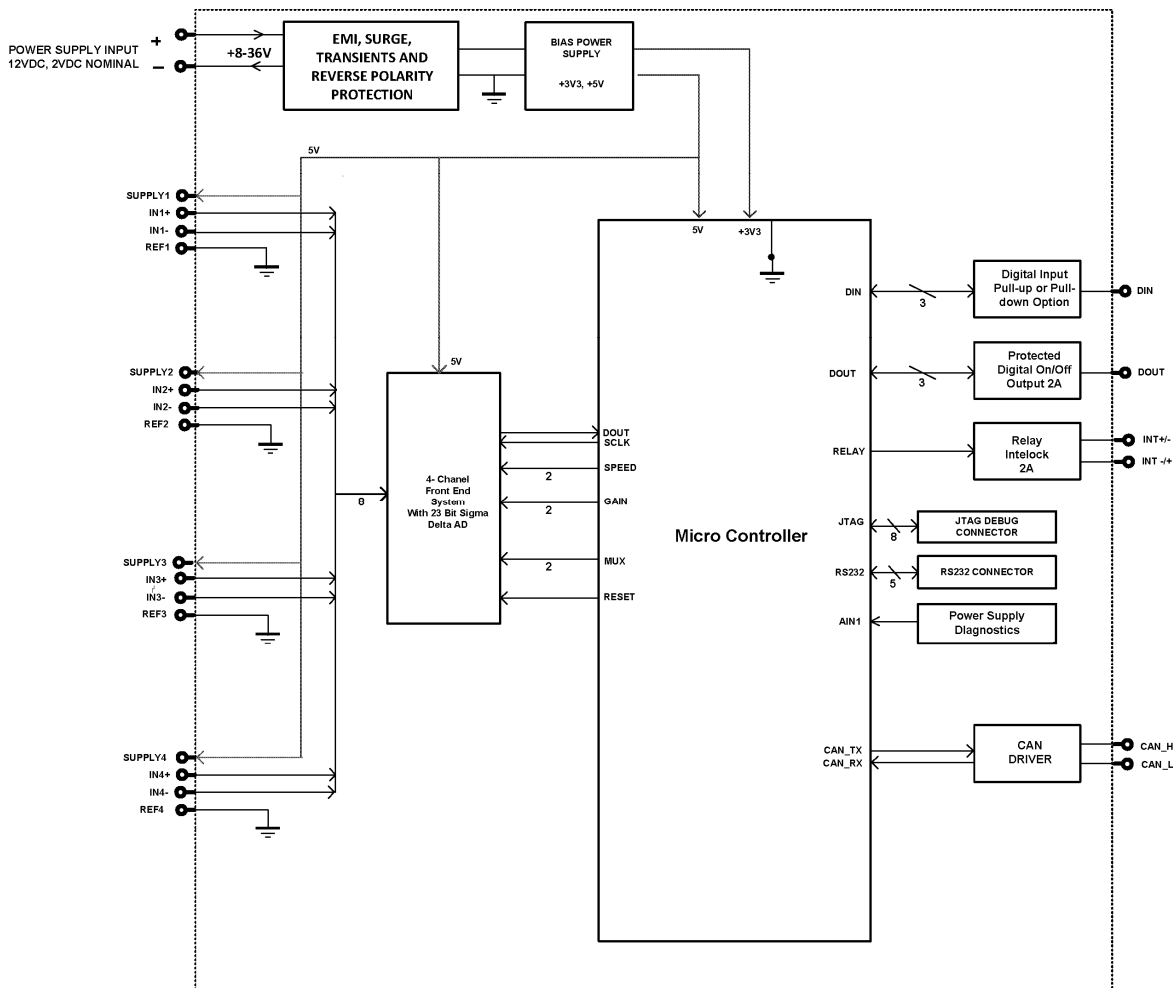 POWER SUPPLY INPUT
12VDC, 2VDC NOMINAL
+
−
+8-36V
EMI, SURGE,
TRANSIENTS AND
REVERSE POLARITY
PROTECTION
BIAS POWER
SUPPLY
+3V3, +5V
5V
SUPPLY1
IN1+
IN1-
REF1
SUPPLY2
IN2+
IN2-
REF2
SUPPLY3
IN3+
IN3-
REF3
SUPPLY4
IN4+
IN4-
REF4
8
5V
4- Chanel
Front End
System
With 23 Bit Sigma
Delta AD
2
2
2
5V
+3V3
DOUT
SCLK
SPEED
GAIN
MUX
RESET
Micro Controller
DIN
DOUT
RELAY
JTAG
RS232
AIN1
CAN_TX
CAN_RX
3
3
8
5
Digital Input
Pull-up or Pull-
down Option
DIN
Protected
Digital On/Off
Output 2A
DOUT
Relay
Intelock
2A
INT+/-
INT -/+
JTAG DEBUG
CONNECTOR
RS232 CONNECTOR
Power Supply
Diagnostics
CAN
DRIVER
CAN_H
CAN_L